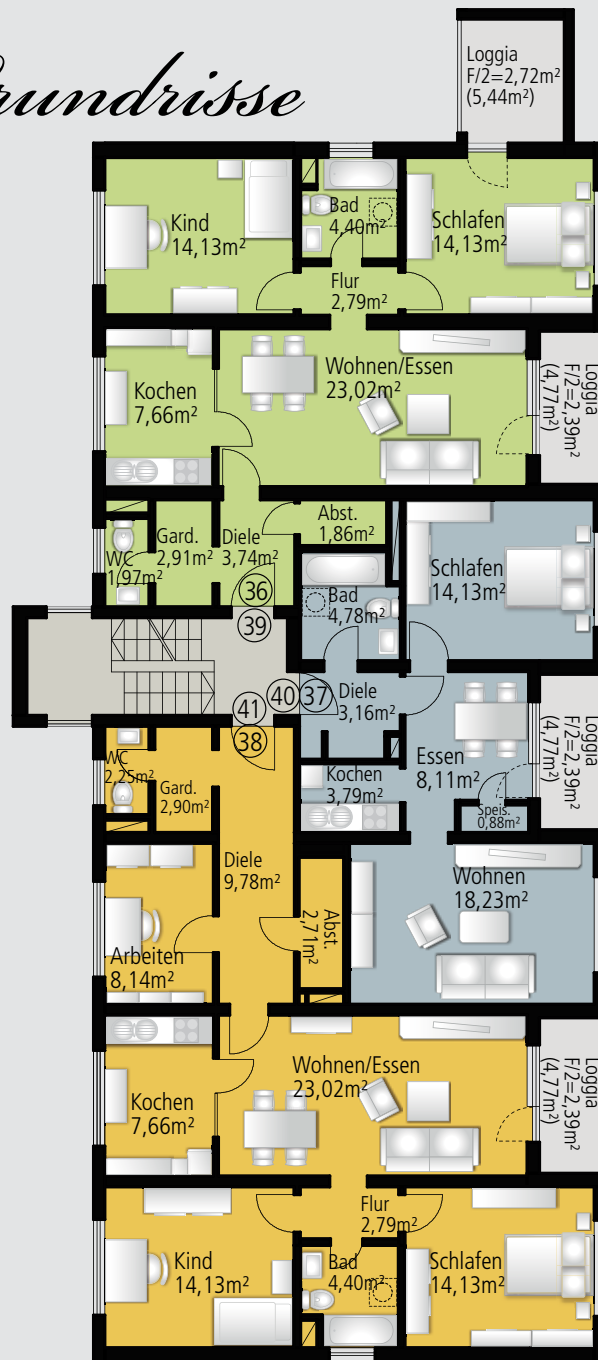 Grundrisse
Loggia
F/2=2,72m²
(5,44m²)
Kind
14,13m²
Bad
4,40m²
Schlafen
14,13m²
Flur
2,79m²
Kochen
7,66m²
Wohnen/Essen
23,02m²
Loggia
F/2=2,39m²
(4,77m²)
WC
1,97m²
Gard.
2,91m²
Diele
3,74m²
Abst.
1,86m²
36
39
Bad
4,78m²
Schlafen
14,13m²
41
40
37
38
Diele
3,16m²
Essen
8,11m²
Loggia
F/2=2,39m²
(4,77m²)
Kochen
3,79m²
Speis.
0,88m²
Wohnen
18,23m²
WC
2,25m²
Gard.
2,90m²
Diele
9,78m²
Abst.
2,71m²
Arbeiten
8,14m²
Kochen
7,66m²
Wohnen/Essen
23,02m²
Loggia
F/2=2,39m²
(4,77m²)
Flur
2,79m²
Kind
14,13m²
Bad
4,40m²
Schlafen
14,13m²